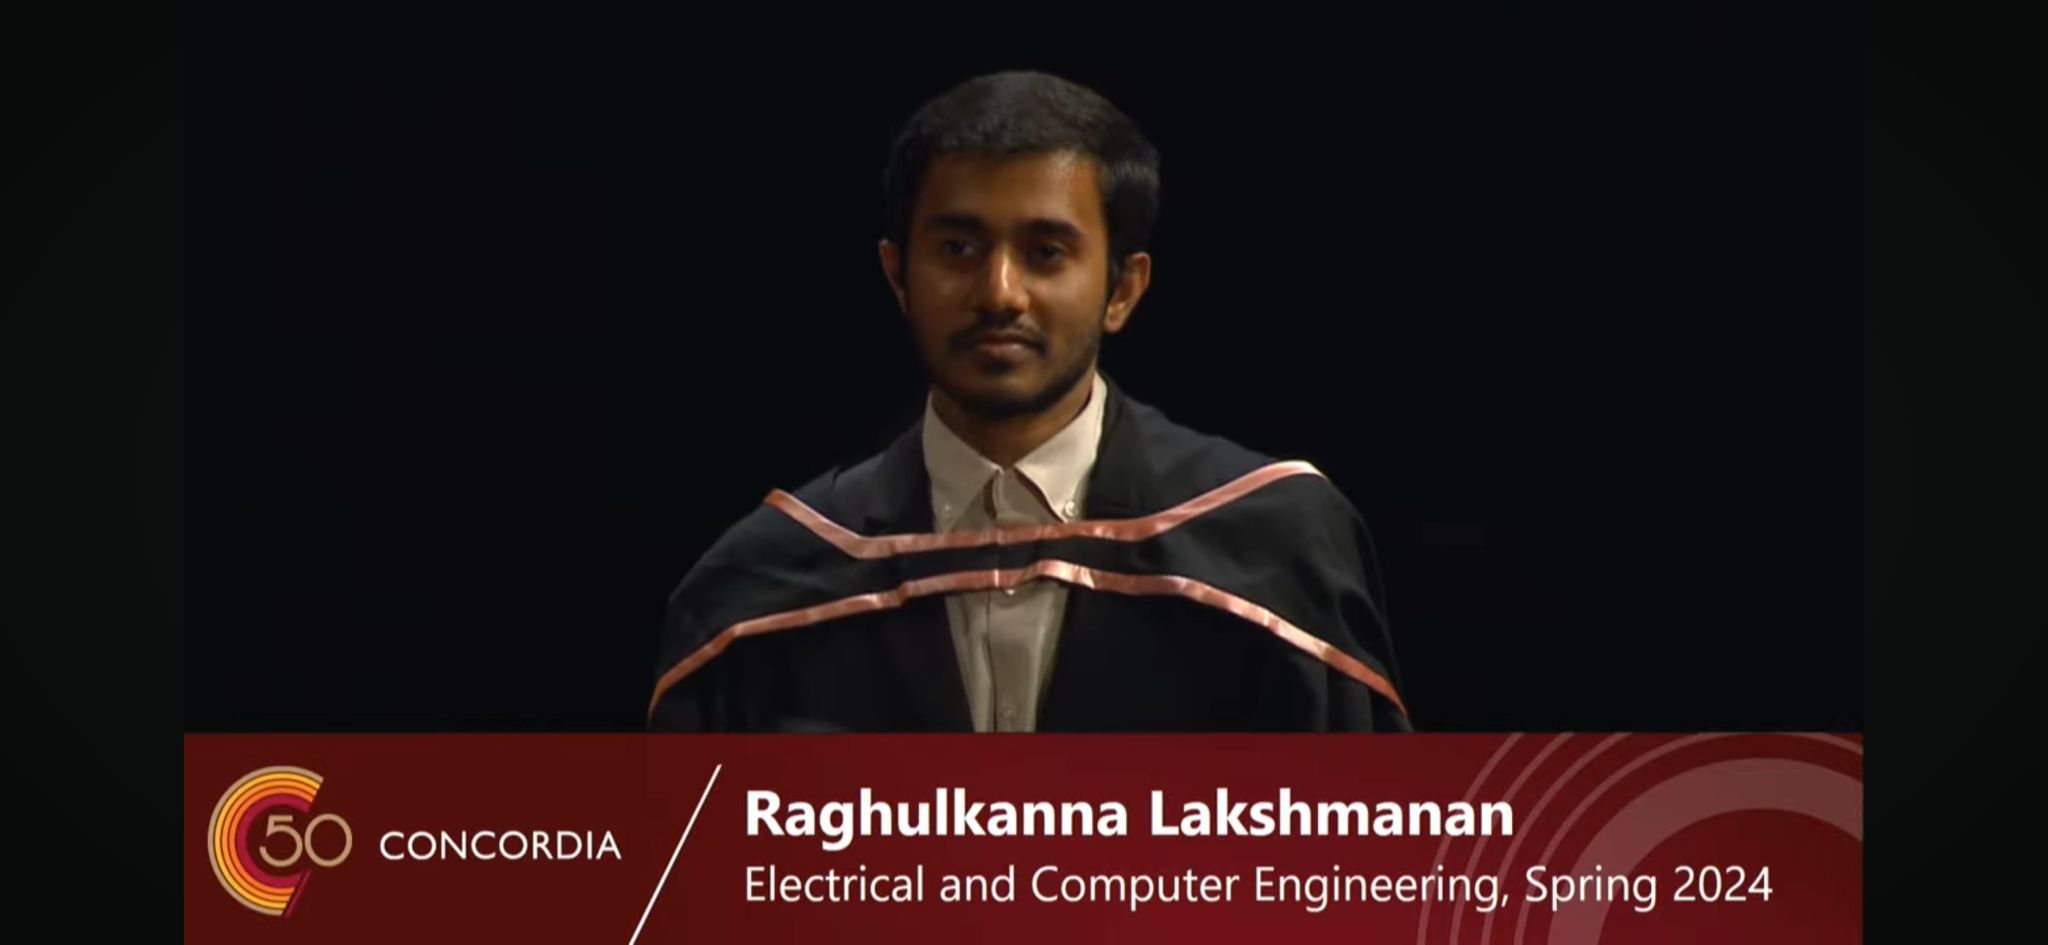 50 CONCORDIA
Raghulkanna Lakshmanan
Electrical and Computer Engineering, Spring 2024